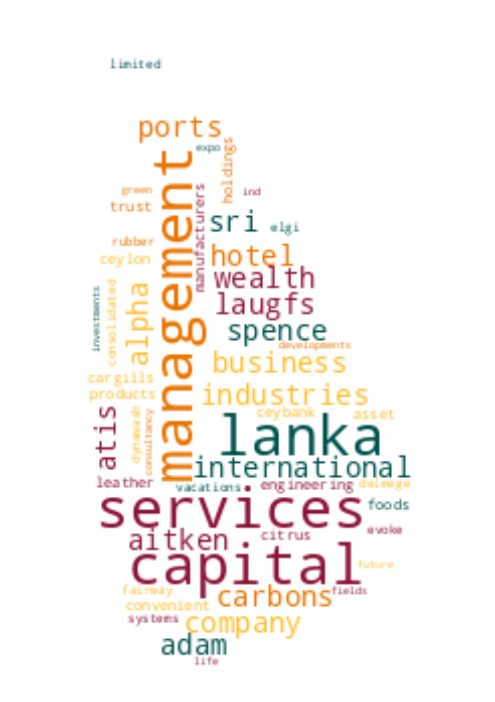 limited
ports
expo
management
holdings
green
ind
manufacturers
trust
sri
elgi
rubber
hotel
ceylon
wealth
alpha
consolidated
investments
laugfs
spence
developments
business
cargills
products
industries
atis
dynawash
consultancy
ceybank
asset
lanka
international
leather
vacations
engineering
delmege
services
foods
evoke
aitken
citrus
capital
future
fairway
carbons
fields
convenient
systems
company
adam
life